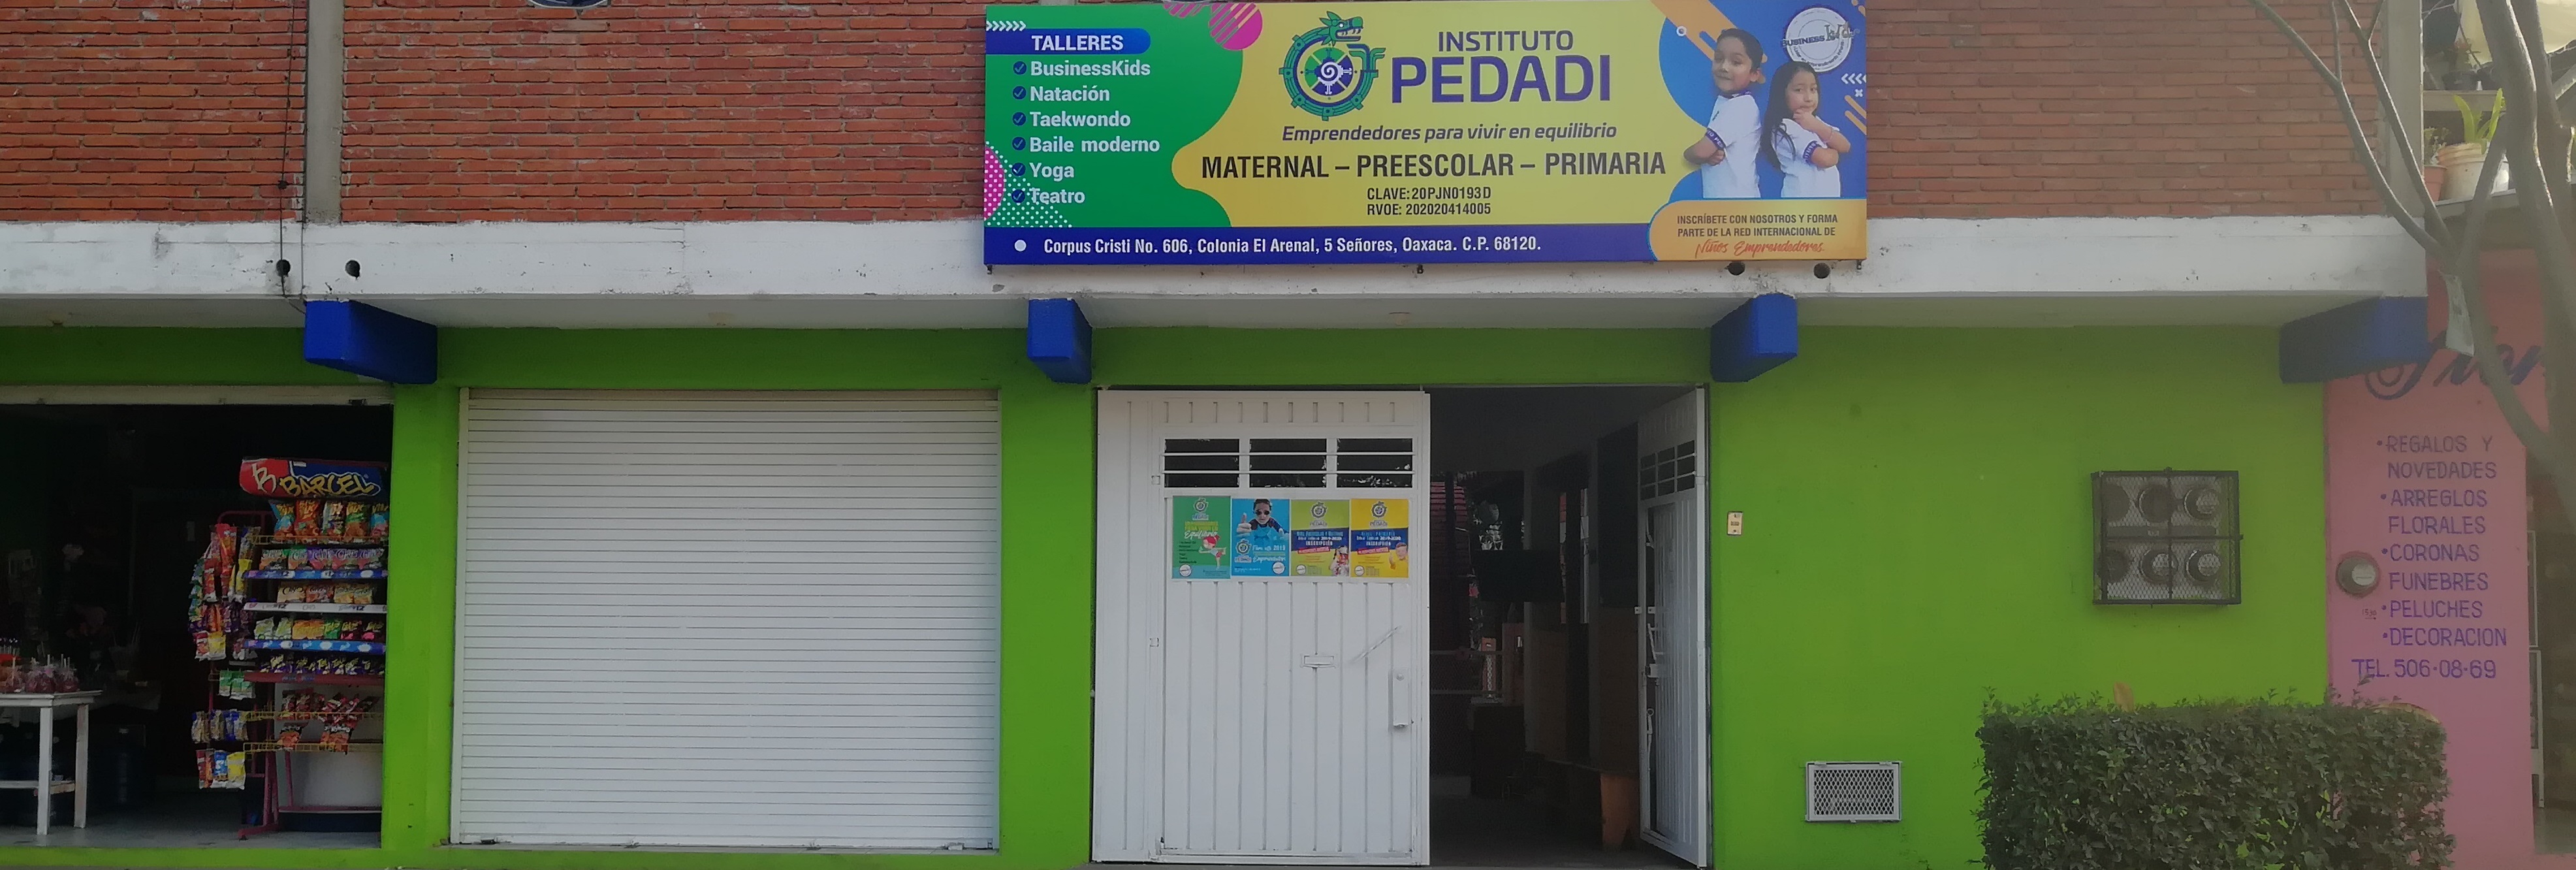 TALLERES
BusinessKids
Natación
Taekwondo
Baile moderno
Yoga
Teatro
INSTITUTO
PEDADI
Emprendedores para vivir en equilibrio
MATERNAL – PREESCOLAR – PRIMARIA
CLAVE:20PJN0193D
RVOE: 202020414005
Corpus Cristi No. 606, Colonia El Arenal, 5 Señores, Oaxaca. C.P. 68120.
BUSINESS Kids
INSCRÍBETE CON NOSOTROS Y FORMA
PARTE DE LA RED INTERNACIONAL DE
Niños Emprendedores
BARCEL
• REGALOS Y
NOVEDADES
• ARREGLOS
FLORALES
• CORONAS
FUNEBRES
• PELUCHES
• DECORACION
TEL. 506-08-69